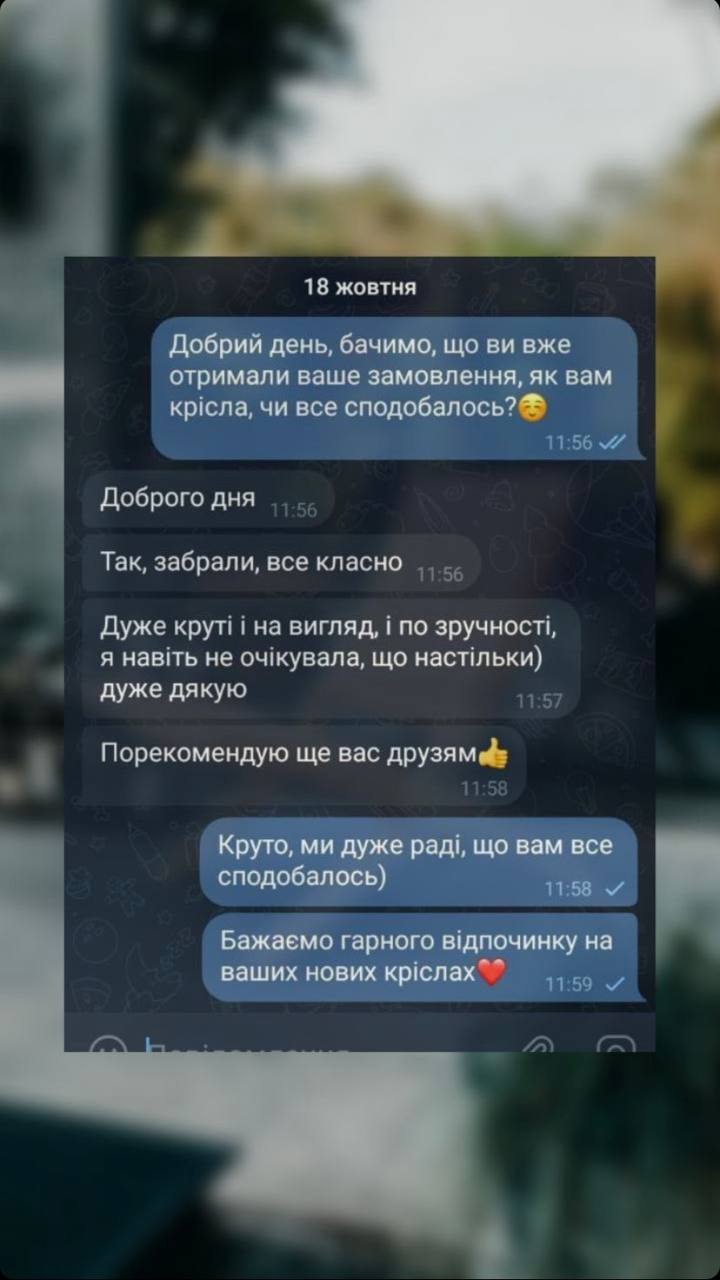 18 жовтня
Добрий день, бачимо, що ви вже
отримали ваше замовлення, як вам
крісла, чи все сподобалось?☺️
11:56
Доброго дня 11:56
Так, забрали, все класно 11:56
Дуже круті і на вигляд, і по зручності,
я навіть не очікувала, що настільки)
дуже дякую
11:57
Порекомендую ще вас друзям👍
11:58
Круто, ми дуже раді, що вам все
сподобалось)
11:58
Бажаємо гарного відпочинку на
ваших нових кріслах❤️
11:59